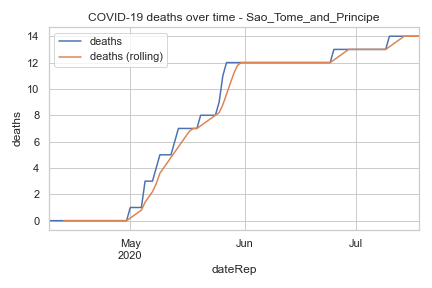 COVID-19 deaths over time - Sao_Tome_and_Principe
deaths
deaths (rolling)
14
12
10
8
6
4
2
0
deaths
May
2020
Jun
Jul
dateRep